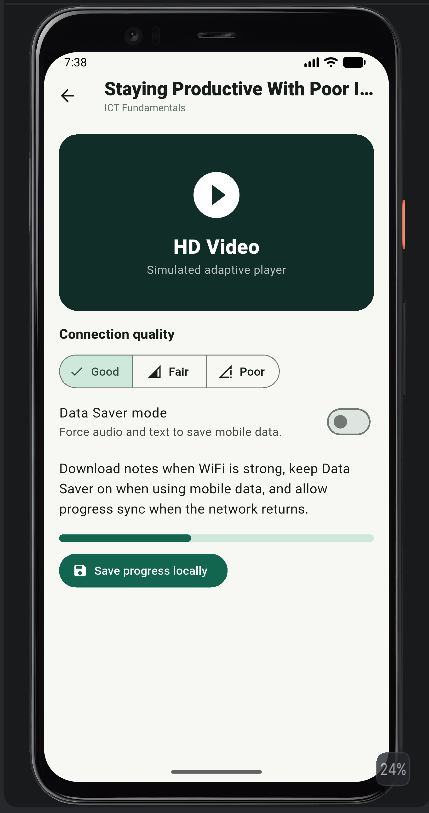 7:38
Staying Productive With Poor I...
ICT Fundamentals
HD Video
Simulated adaptive player
Connection quality
Good
Fair
Poor
Data Saver mode
Force audio and text to save mobile data.
Download notes when WiFi is strong, keep Data
Saver on when using mobile data, and allow
progress sync when the network returns.
Save progress locally
24%